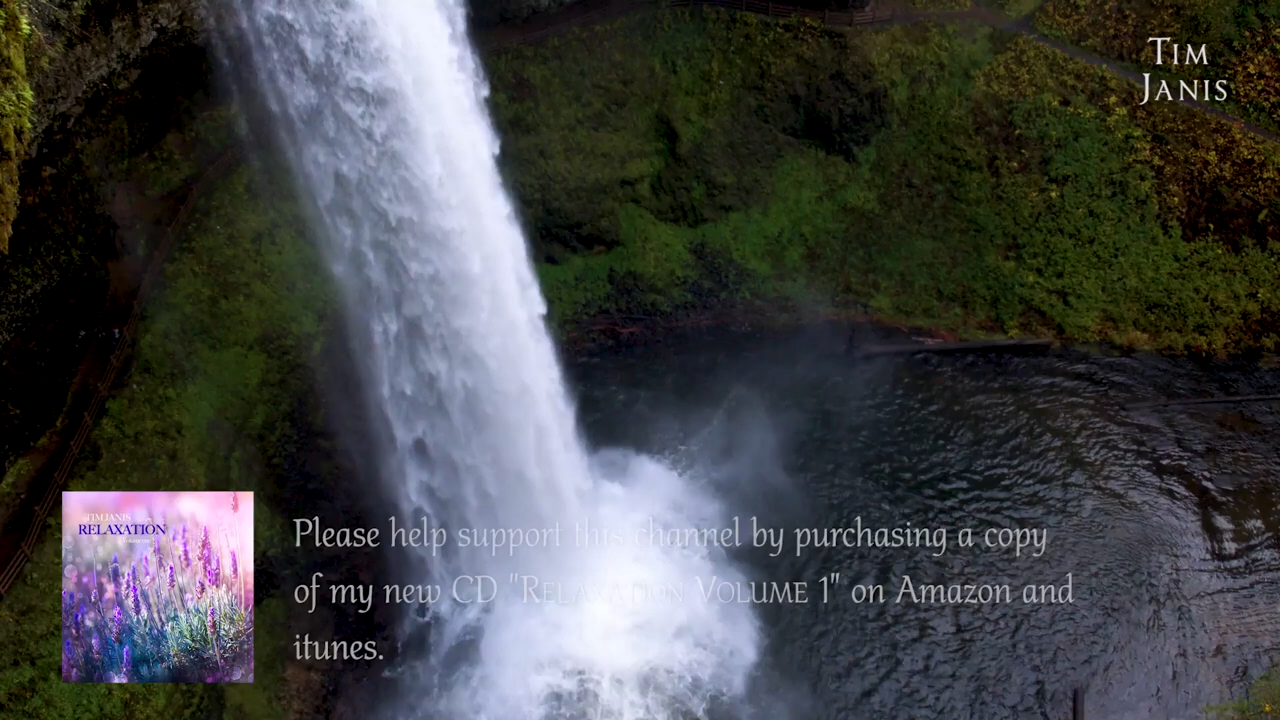 TIM
JANIS
TIM JANIS
RELAXATION
Please help support this channel by purchasing a copy
of my new CD "RELAXATION VOLUME 1" on Amazon and
itunes.